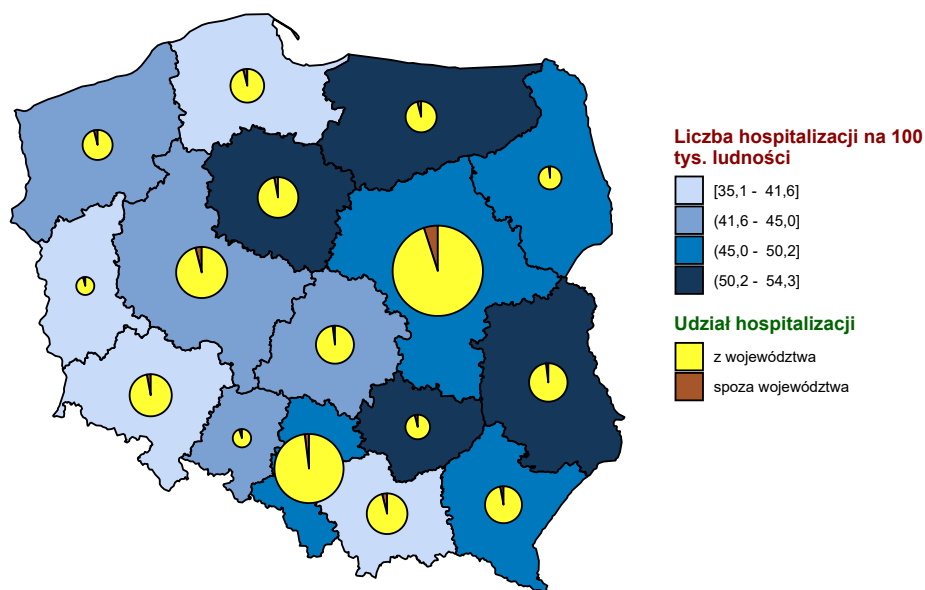 Liczba hospitalizacji na 100
tys. ludności
[35,1 - 41,6]
(41,6 - 45,0]
(45,0 - 50,2]
(50,2 - 54,3]
Udział hospitalizacji
z województwa
spoza województwa